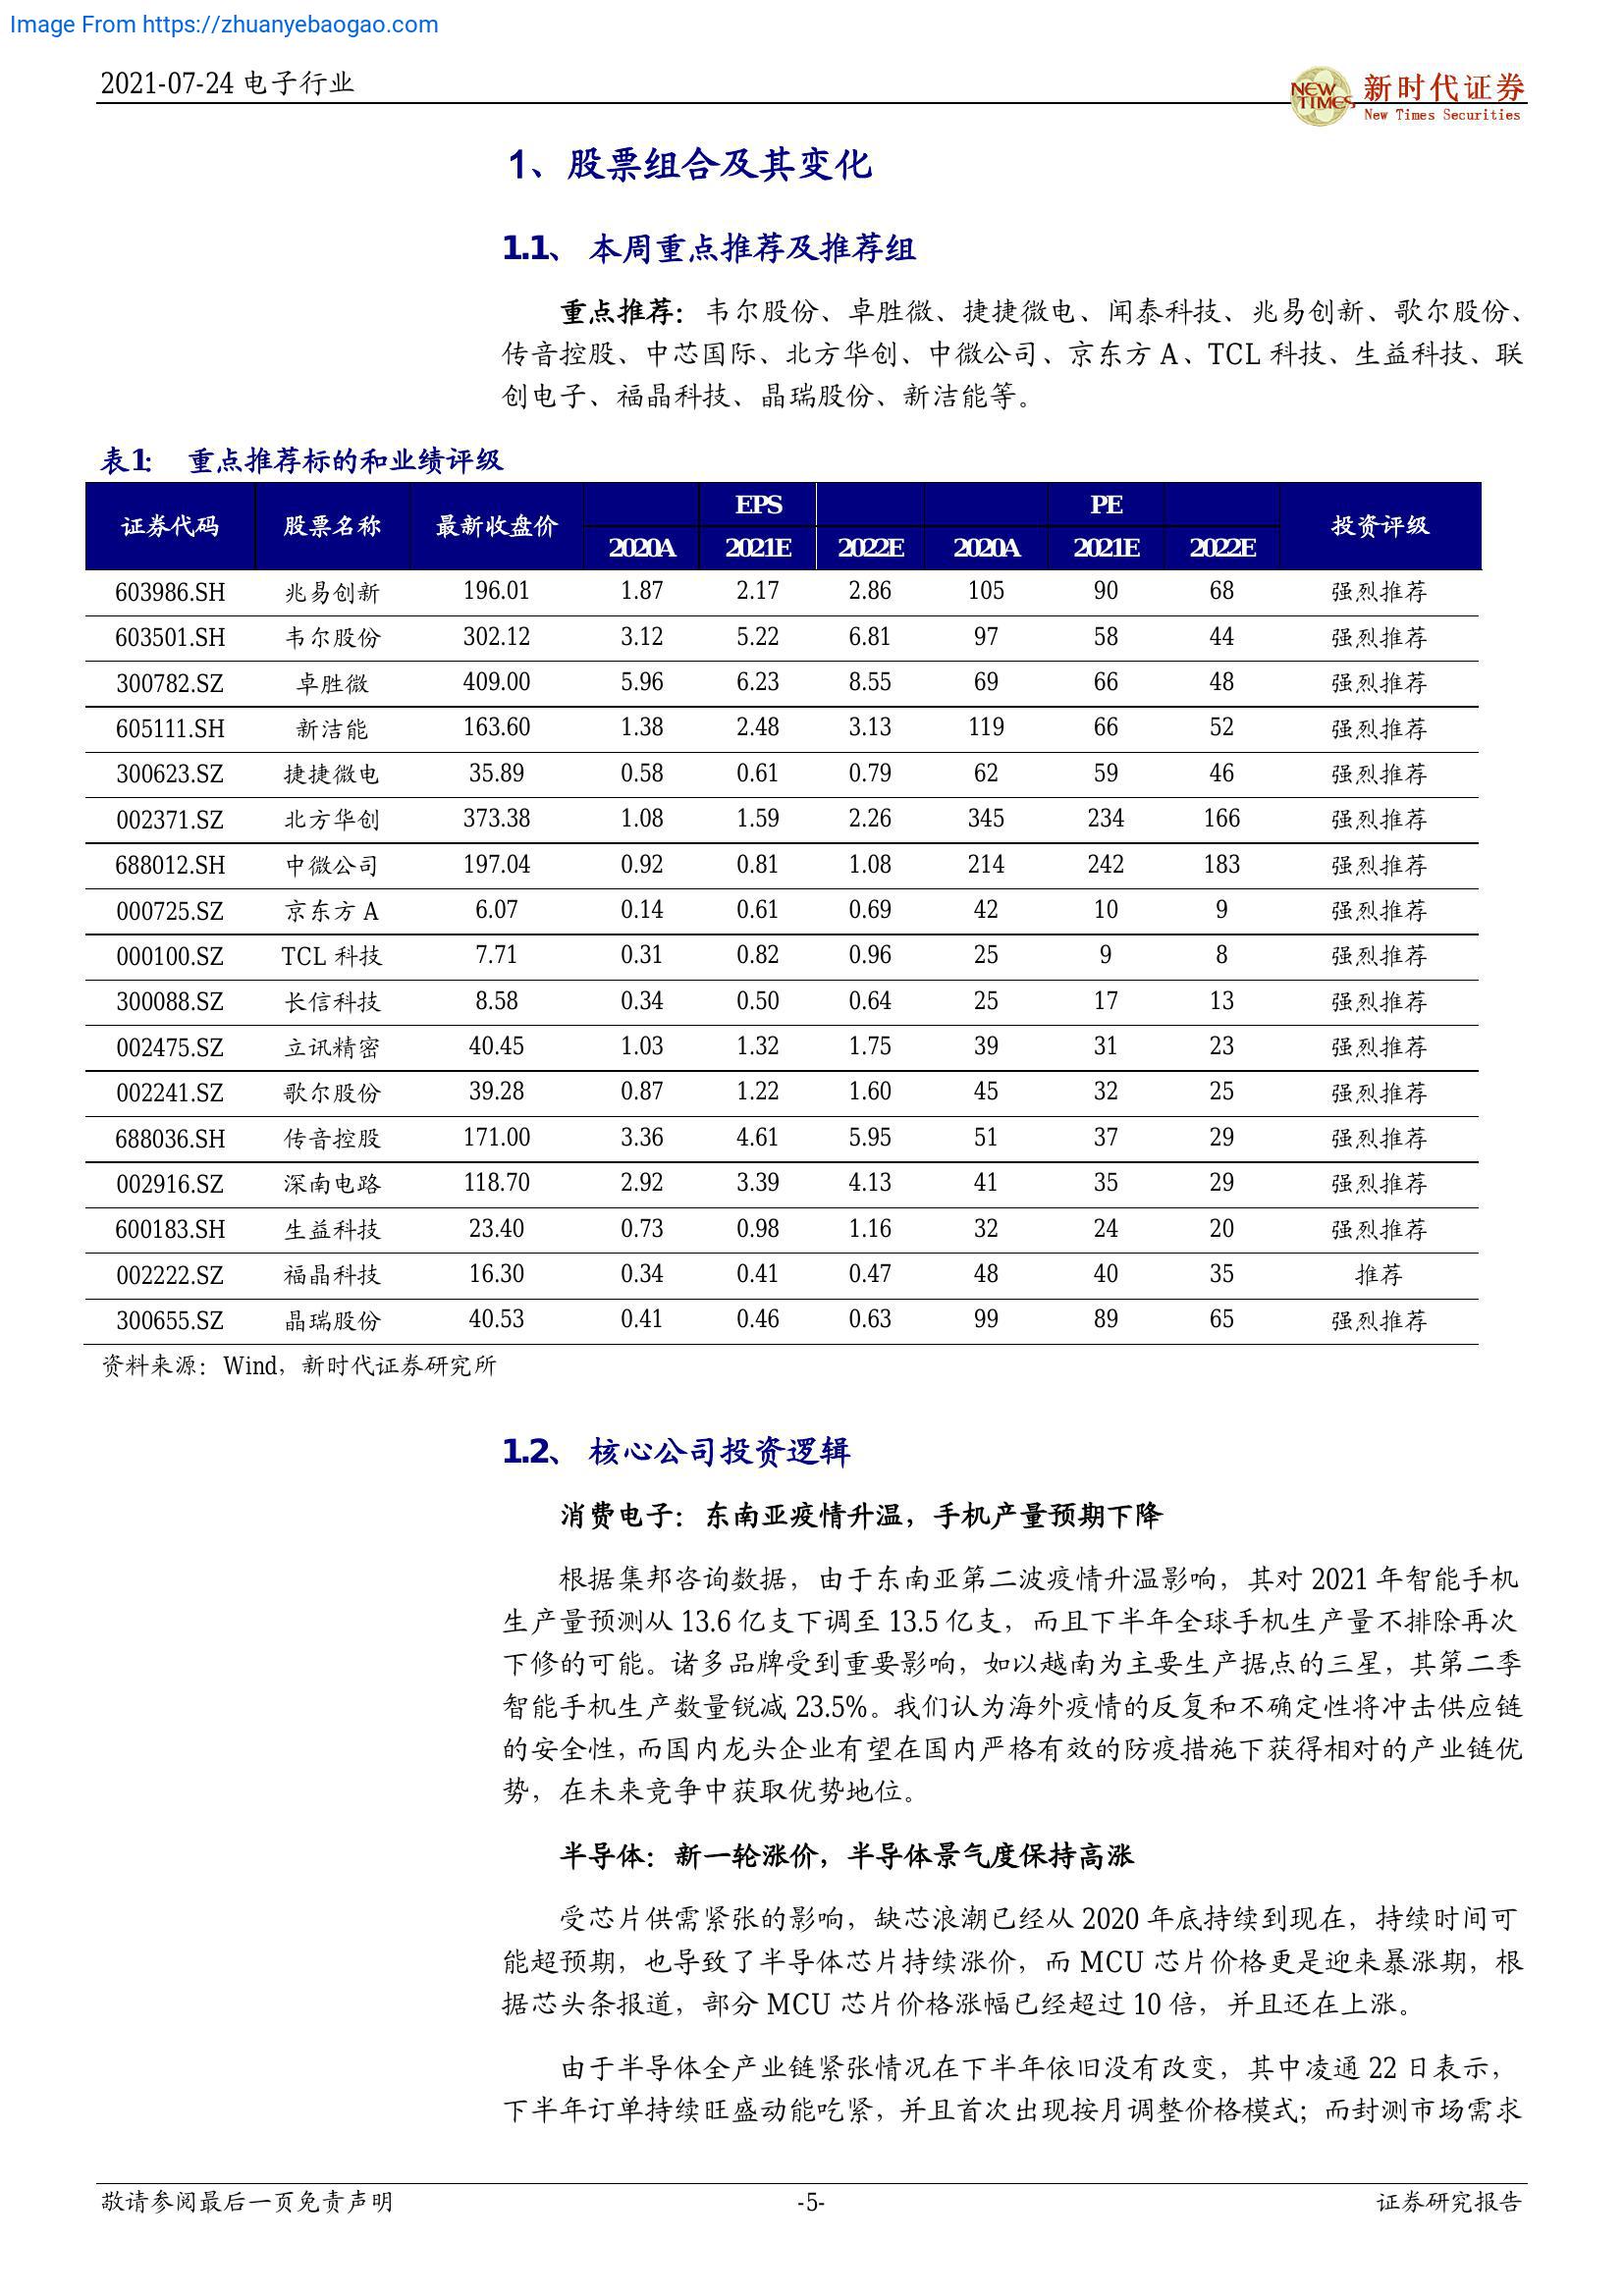 Image From https://zhuanyebaogao.com
2021-07-24 电子行业
NEW TIMES 新时代证券
New Times Securities
1、股票组合及其变化
1.1、 本周重点推荐及推荐组
重点推荐：韦尔股份、卓胜微、捷捷微电、闻泰科技、兆易创新、歌尔股份、
传音控股、中芯国际、北方华创、中微公司、京东方 A、TCL 科技、生益科技、联
创电子、福晶科技、晶瑞股份、新洁能等。
表1： 重点推荐标的和业绩评级
证券代码 股票名称 最新收盘价 EPS PE 投资评级
2020A 2021E 2022E 2020A 2021E 2022E
603986.SH 兆易创新 196.01 1.87 2.17 2.86 105 90 68 强烈推荐
603501.SH 韦尔股份 302.12 3.12 5.22 6.81 97 58 44 强烈推荐
300782.SZ 卓胜微 409.00 5.96 6.23 8.55 69 66 48 强烈推荐
605111.SH 新洁能 163.60 1.38 2.48 3.13 119 66 52 强烈推荐
300623.SZ 捷捷微电 35.89 0.58 0.61 0.79 62 59 46 强烈推荐
002371.SZ 北方华创 373.38 1.08 1.59 2.26 345 234 166 强烈推荐
688012.SH 中微公司 197.04 0.92 0.81 1.08 214 242 183 强烈推荐
000725.SZ 京东方 A 6.07 0.14 0.61 0.69 42 10 9 强烈推荐
000100.SZ TCL 科技 7.71 0.31 0.82 0.96 25 9 8 强烈推荐
300088.SZ 长信科技 8.58 0.34 0.50 0.64 25 17 13 强烈推荐
002475.SZ 立讯精密 40.45 1.03 1.32 1.75 39 31 23 强烈推荐
002241.SZ 歌尔股份 39.28 0.87 1.22 1.60 45 32 25 强烈推荐
688036.SH 传音控股 171.00 3.36 4.61 5.95 51 37 29 强烈推荐
002916.SZ 深南电路 118.70 2.92 3.39 4.13 41 35 29 强烈推荐
600183.SH 生益科技 23.40 0.73 0.98 1.16 32 24 20 强烈推荐
002222.SZ 福晶科技 16.30 0.34 0.41 0.47 48 40 35 推荐
300655.SZ 晶瑞股份 40.53 0.41 0.46 0.63 99 89 65 强烈推荐
资料来源：Wind，新时代证券研究所
1.2、 核心公司投资逻辑
消费电子：东南亚疫情升温，手机产量预期下降
根据集邦咨询数据，由于东南亚第二波疫情升温影响，其对 2021 年智能手机
生产量预测从 13.6 亿支下调至 13.5 亿支，而且下半年全球手机生产量不排除再次
下修的可能。诸多品牌受到重要影响，如以越南为主要生产据点的三星，其第二季
智能手机生产数量锐减 23.5%。我们认为海外疫情的反复和不确定性将冲击供应链
的安全性，而国内龙头企业有望在国内严格有效的防疫措施下获得相对的产业链优
势，在未来竞争中获取优势地位。
半导体：新一轮涨价，半导体景气度保持高涨
受芯片供需紧张的影响，缺芯浪潮已经从 2020 年底持续到现在，持续时间可
能超预期，也导致了半导体芯片持续涨价，而 MCU 芯片价格更是迎来暴涨期，根
据芯头条报道，部分 MCU 芯片价格涨幅已经超过 10 倍，并且还在上涨。
由于半导体全产业链紧张情况在下半年依旧没有改变，其中凌通 22 日表示，
下半年订单持续旺盛动能吃紧，并且首次出现按月调整价格模式；而封测市场需求
敬请参阅最后一页免责声明 -5- 证券研究报告